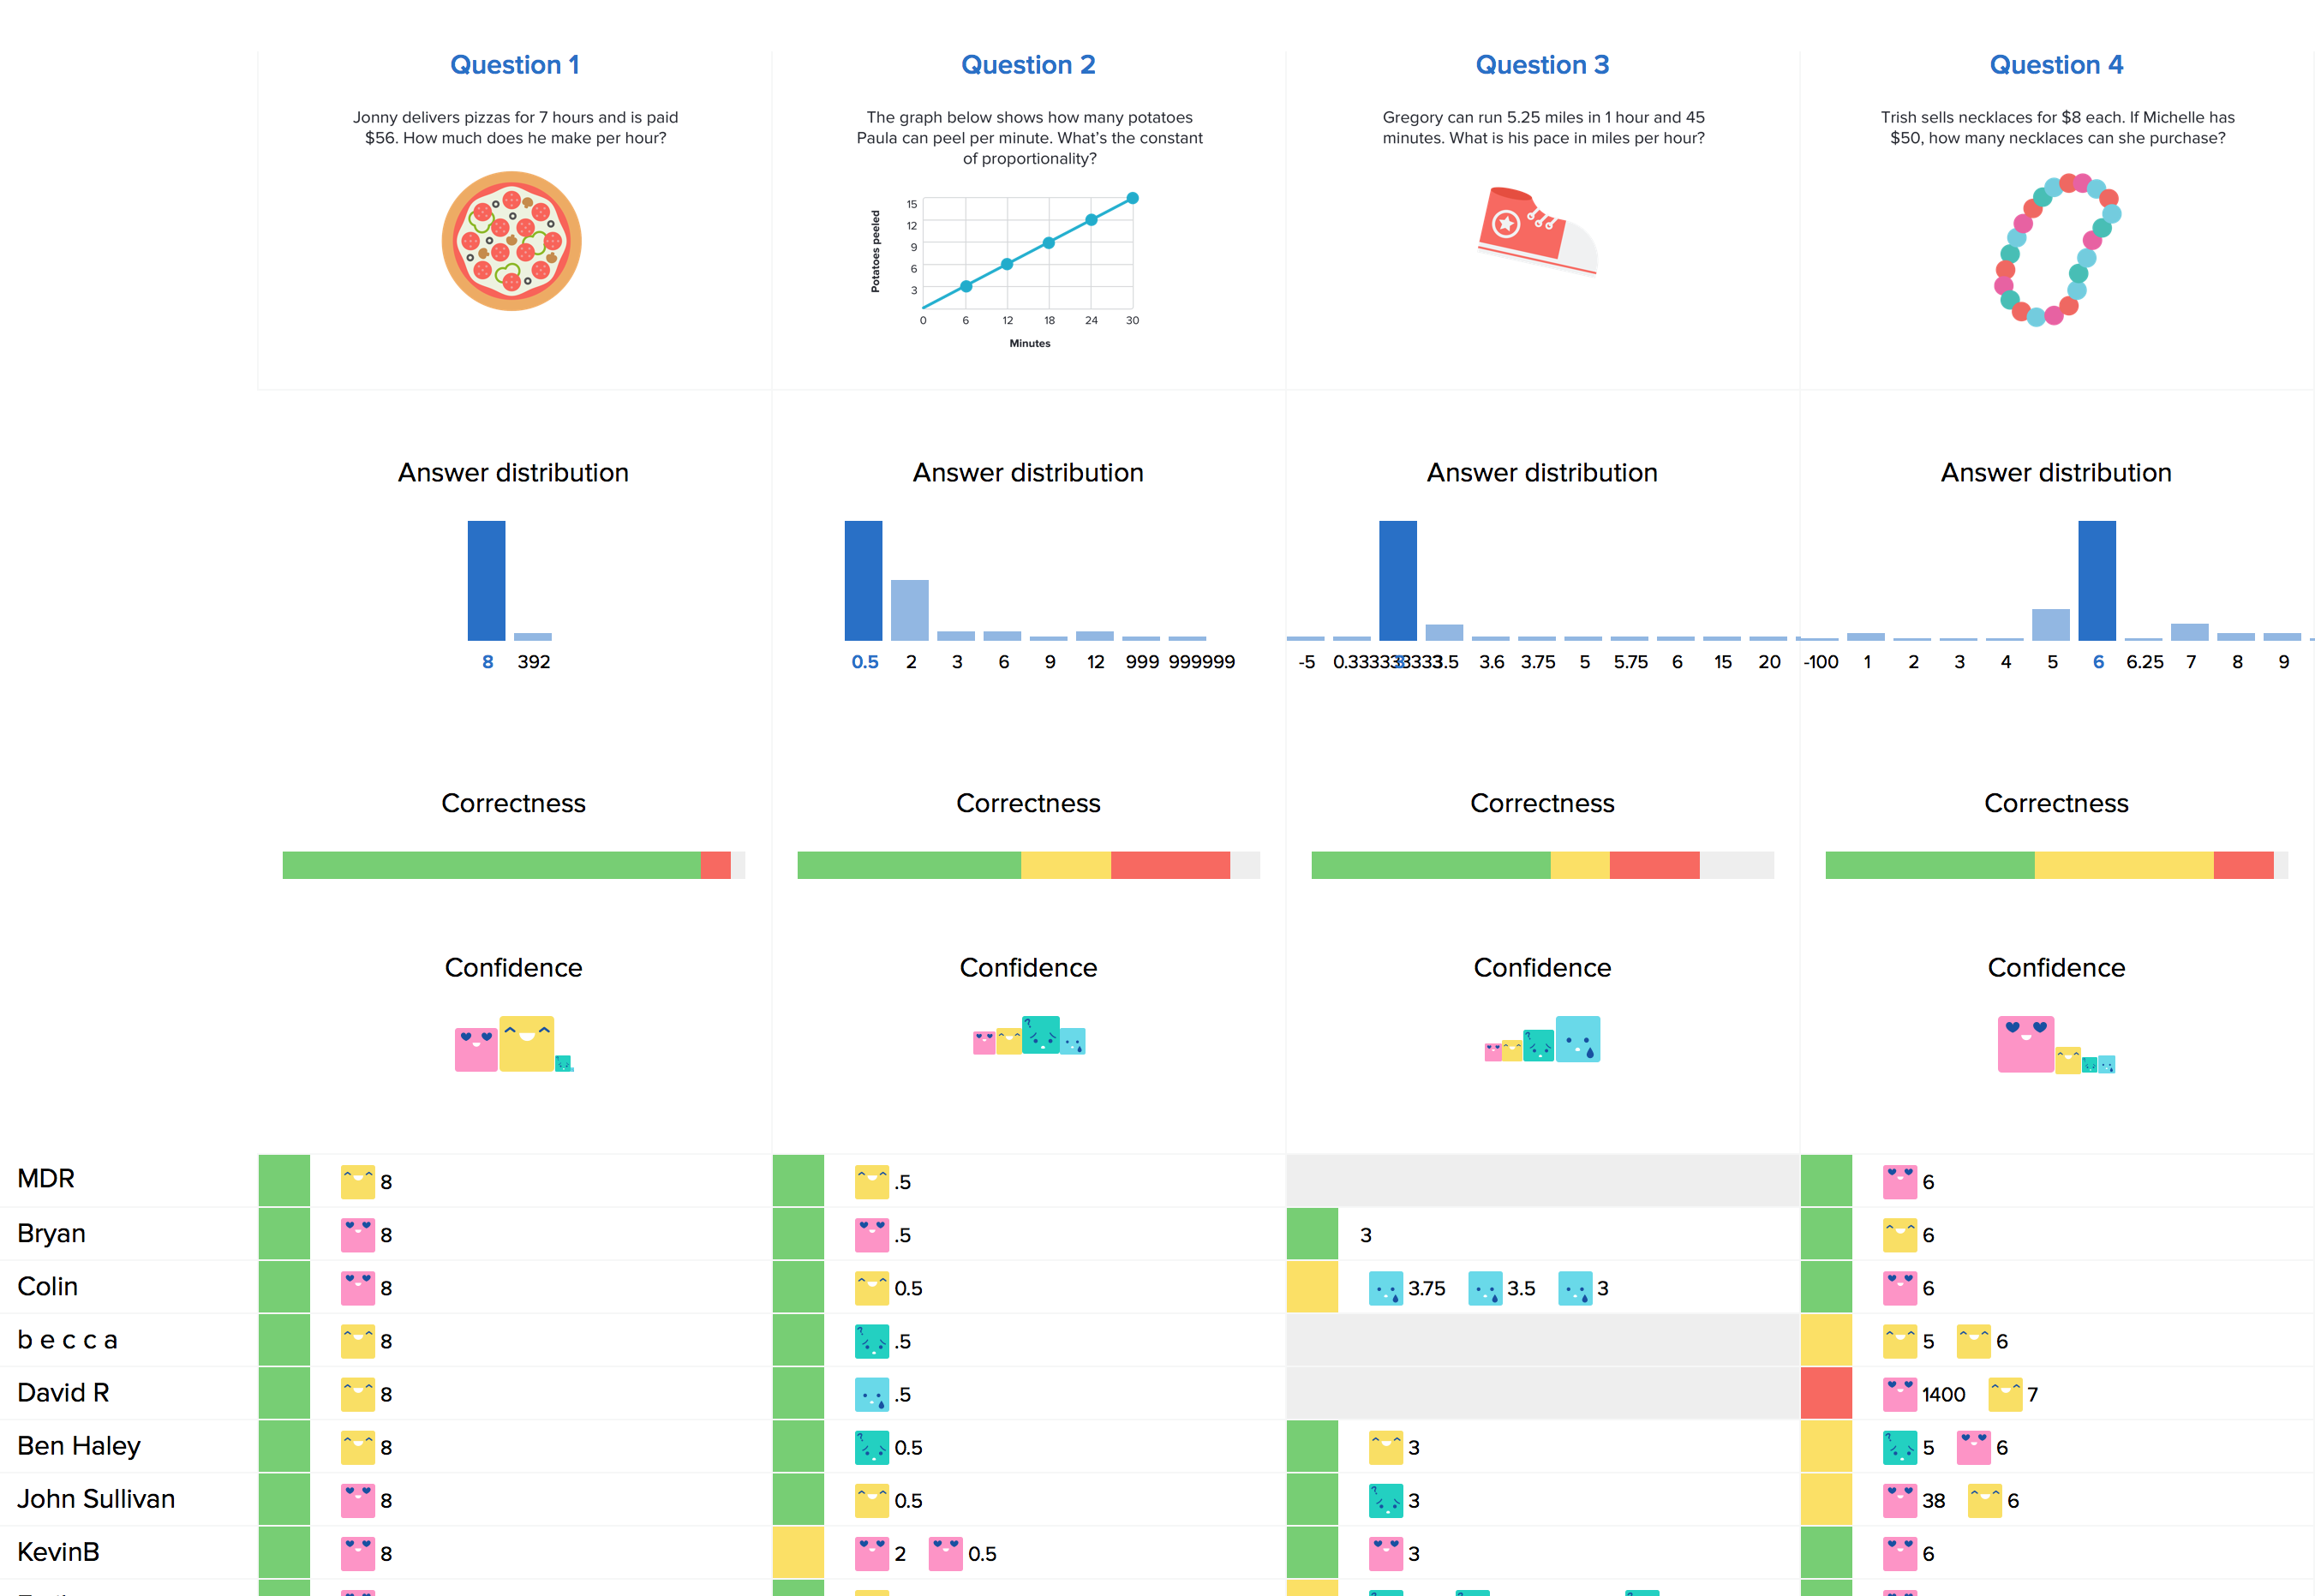 Question 1
Jonny delivers pizzas for 7 hours and is paid
$56. How much does he make per hour?
Question 2
The graph below shows how many potatoes
Paula can peel per minute. What's the constant
of proportionality?
Potatoes peeled
15
12
9
6
3
0 6 12 18 24 30
Minutes
Question 3
Gregory can run 5.25 miles in 1 hour and 45
minutes. What is his pace in miles per hour?
Question 4
Trish sells necklaces for $8 each. If Michelle has
$50, how many necklaces can she purchase?
Answer distribution
8 392
Answer distribution
0.5 2 3 6 9 12 999 999999
Answer distribution
-5 3 3.5 3.6 3.75 5 5.75 6 15 20
Answer distribution
-100 1 2 3 4 5 6 6.25 7 8 9
Correctness Correctness Correctness Correctness
Confidence Confidence Confidence Confidence
MDR 8 .5 6
Bryan 8 .5 3 6
Colin 8 0.5 3.75 3.5 3 6
b e c c a 8 .5 5 6
David R 8 .5 1400 7
Ben Haley 8 0.5 3 5 6
John Sullivan 8 0.5 3 38 6
KevinB 8 2 0.5 3 6